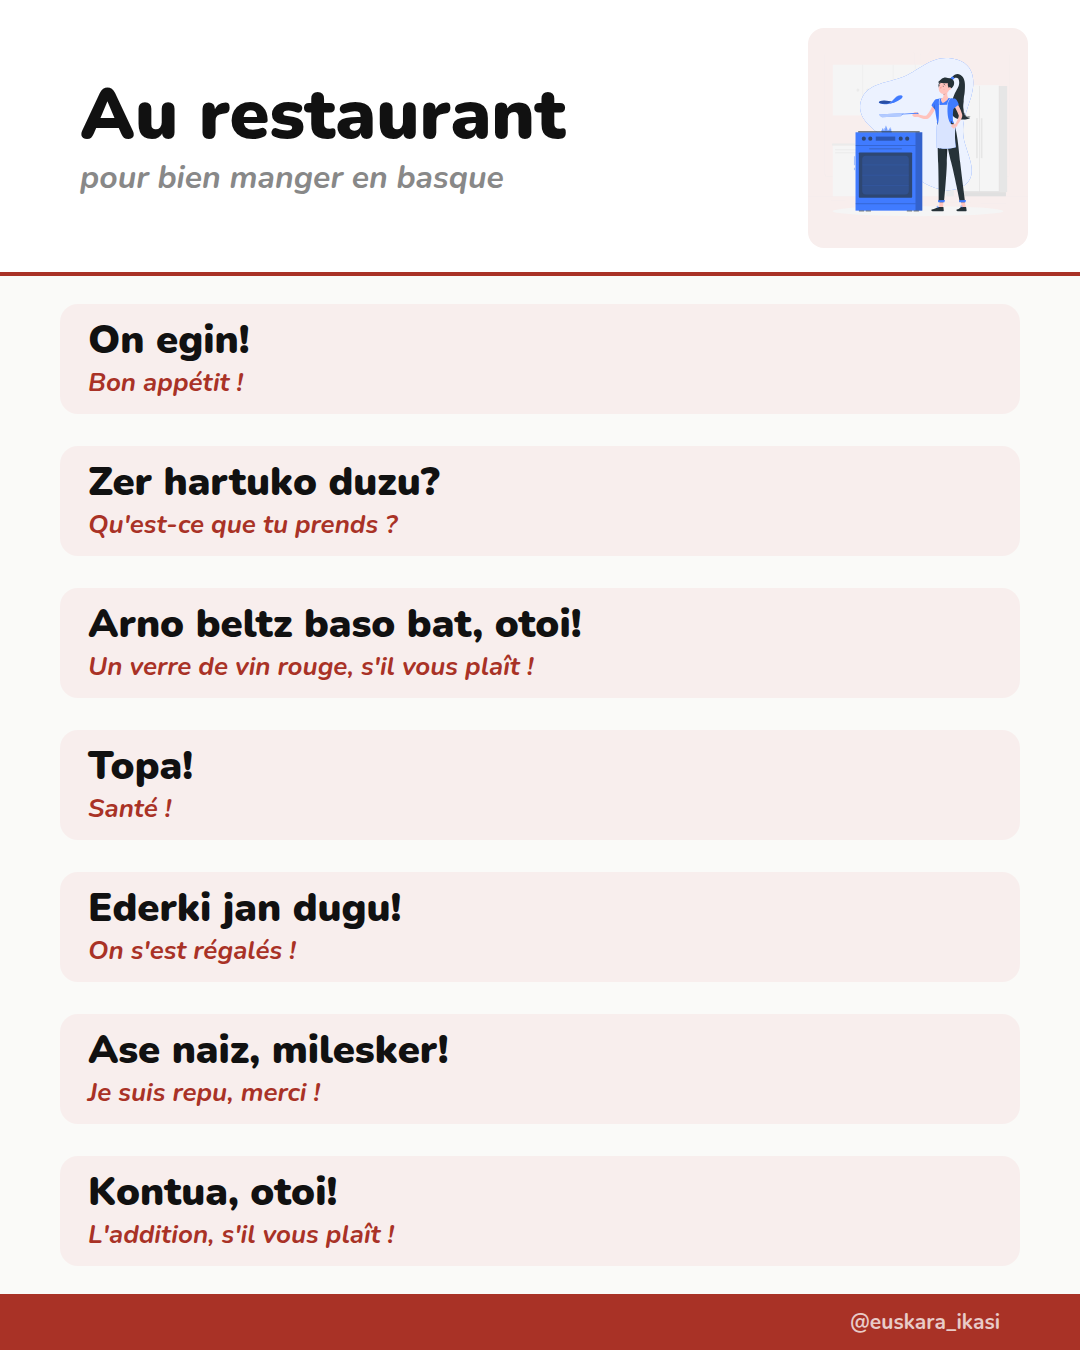 Au restaurant
pour bien manger en basque
On egin!
Bon appétit !
Zer hartuko duzu?
Qu'est-ce que tu prends ?
Arno beltz baso bat, otoi!
Un verre de vin rouge, s'il vous plaît !
Topa!
Santé !
Ederki jan dugu!
On s'est régalés !
Ase naiz, milesker!
Je suis repu, merci !
Kontua, otoi!
L'addition, s'il vous plaît !
@euskara_ikasi